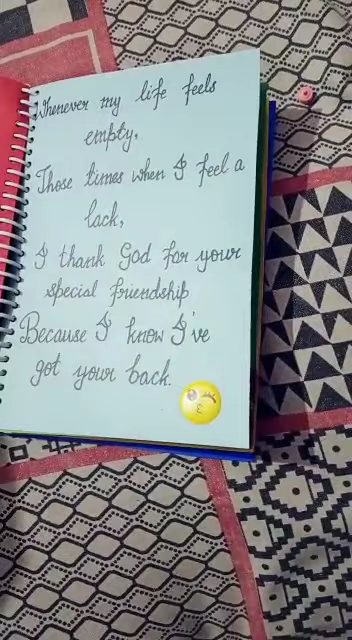 Whenever my life feels
empty,
Those times when I feel a
lack,
I thank God for your
special friendship
Because I know I've
got your back.